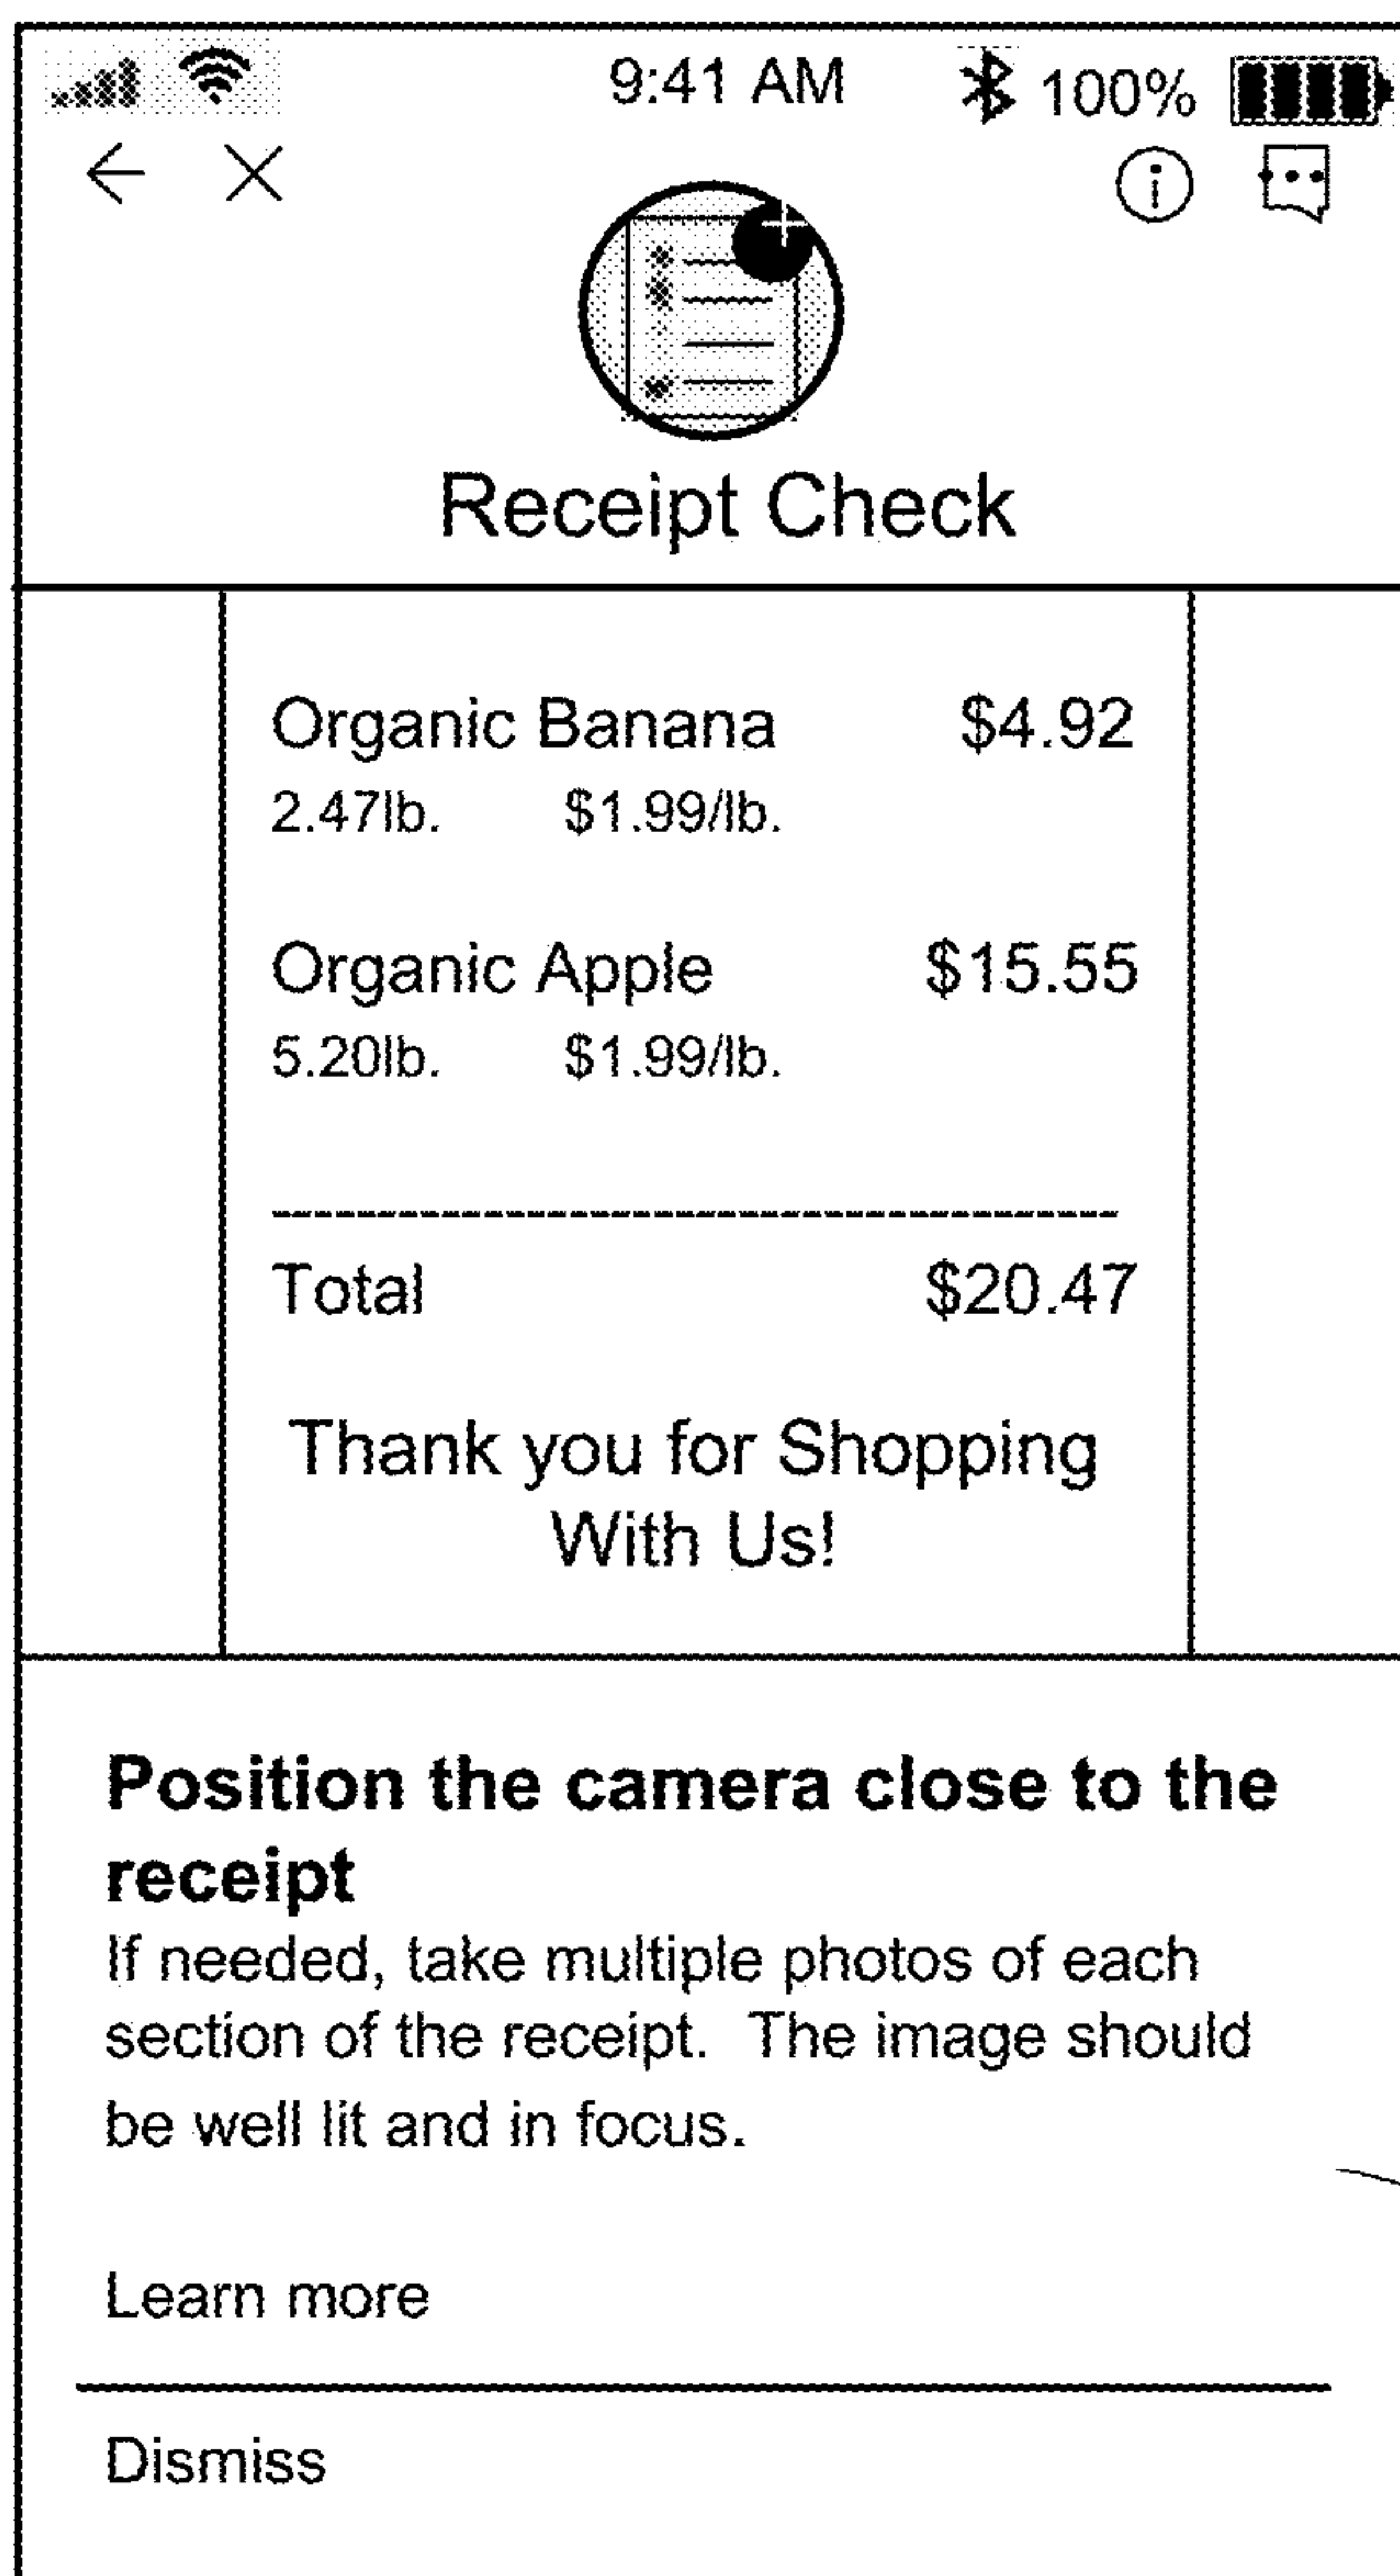 9:41 AM 100%
Receipt Check
Organic Banana $4.92
2.47lb. $1.99/lb.
Organic Apple $15.55
5.20lb. $1.99/lb.
Total $20.47
Thank you for Shopping
With Us!
Position the camera close to the
receipt
If needed, take multiple photos of each
section of the receipt. The image should
be well lit and in focus.
Learn more
Dismiss